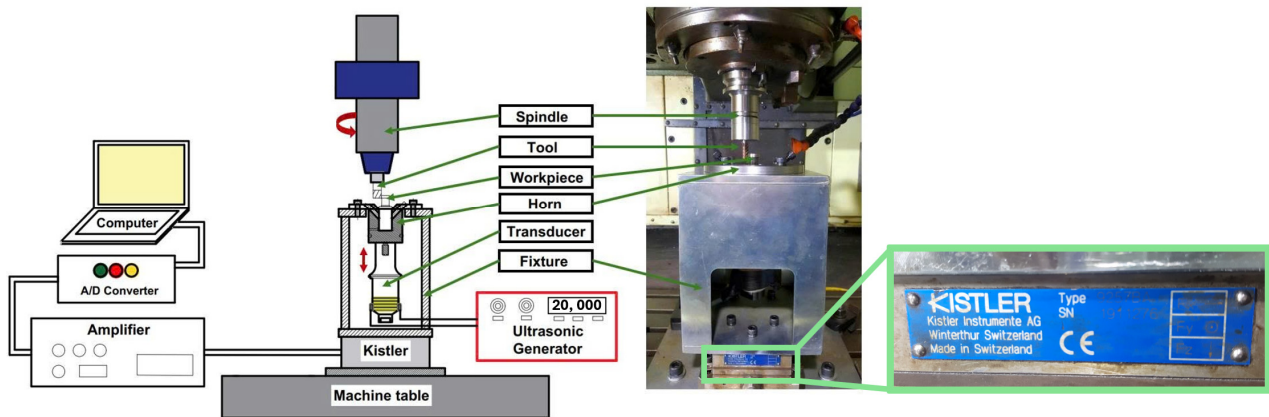 Spindle
Tool
Workpiece
Horn
Transducer
Fixture
Computer
A/D Converter
Amplifier
Kistler
Machine table
20,000
Ultrasonic
Generator
KISTLER
Kistler Instrumente AG
Winterthur Switzerland
Made in Switzerland
Type
SN
CE